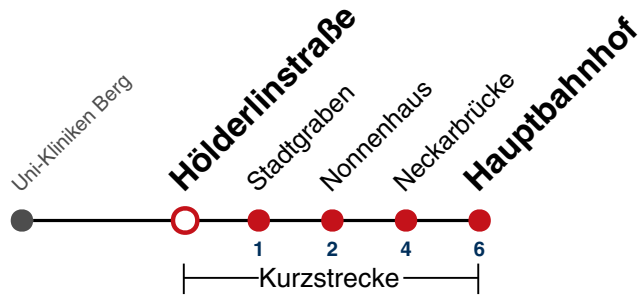 Uni-Kliniken Berg
Hölderlinstraße
Stadtgraben
Nonnenhaus
Neckarbrücke
Hauptbahnhof
1 2 4 6
Kurzstrecke